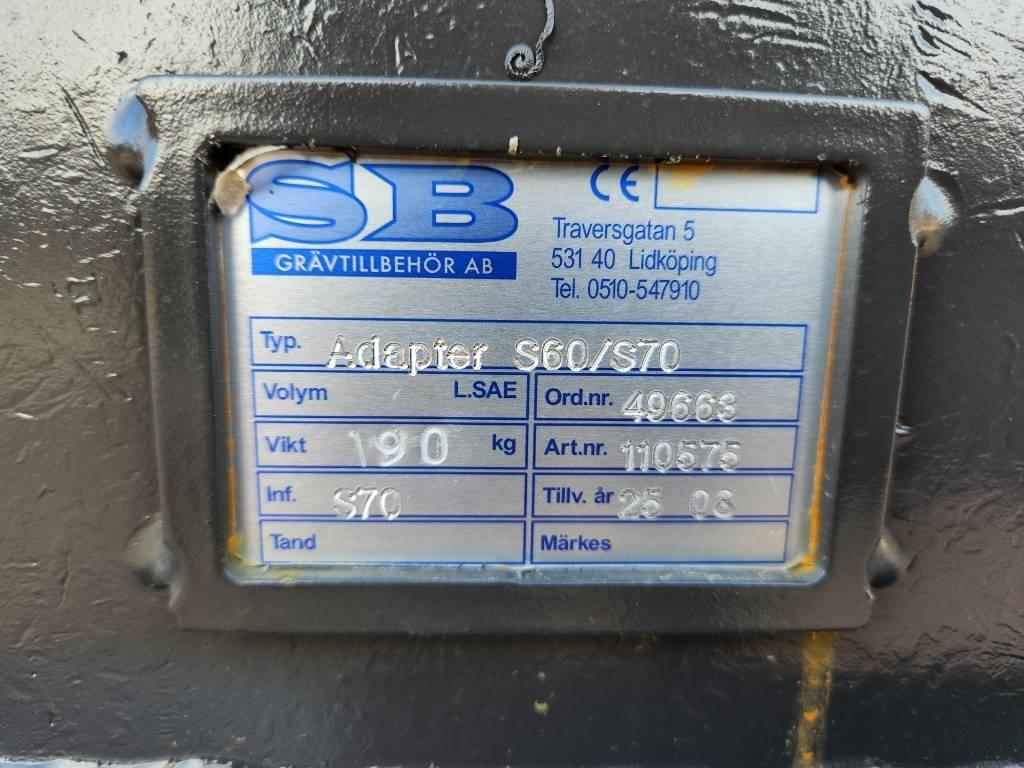 SB
GRÄVTILLBEHÖR AB
CE
Traversgatan 5
531 40 Lidköping
Tel. 0510-547910
Typ. Adapter S60/S70
Volym L.SAE Ord.nr. 49663
Vikt 190 kg Art.nr. 110575
Inf. S70 Tillv. år 25 06
Tand Märkes